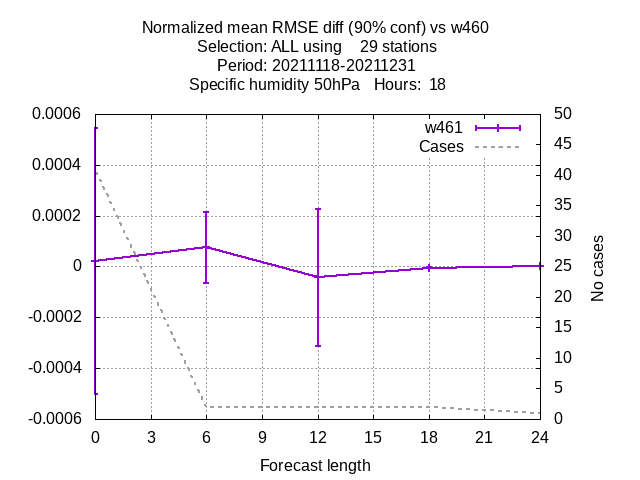 Normalized mean RMSE diff (90% conf) vs w460
Selection: ALL using    29 stations
Period: 20211118-20211231
Specific humidity 50hPa   Hours:  18
w461
Cases
0.0006
0.0004
0.0002
0
-0.0002
-0.0004
-0.0006
50
45
40
35
30
25
20
15
10
5
0
No cases
0 3 6 9 12 15 18 21 24
Forecast length